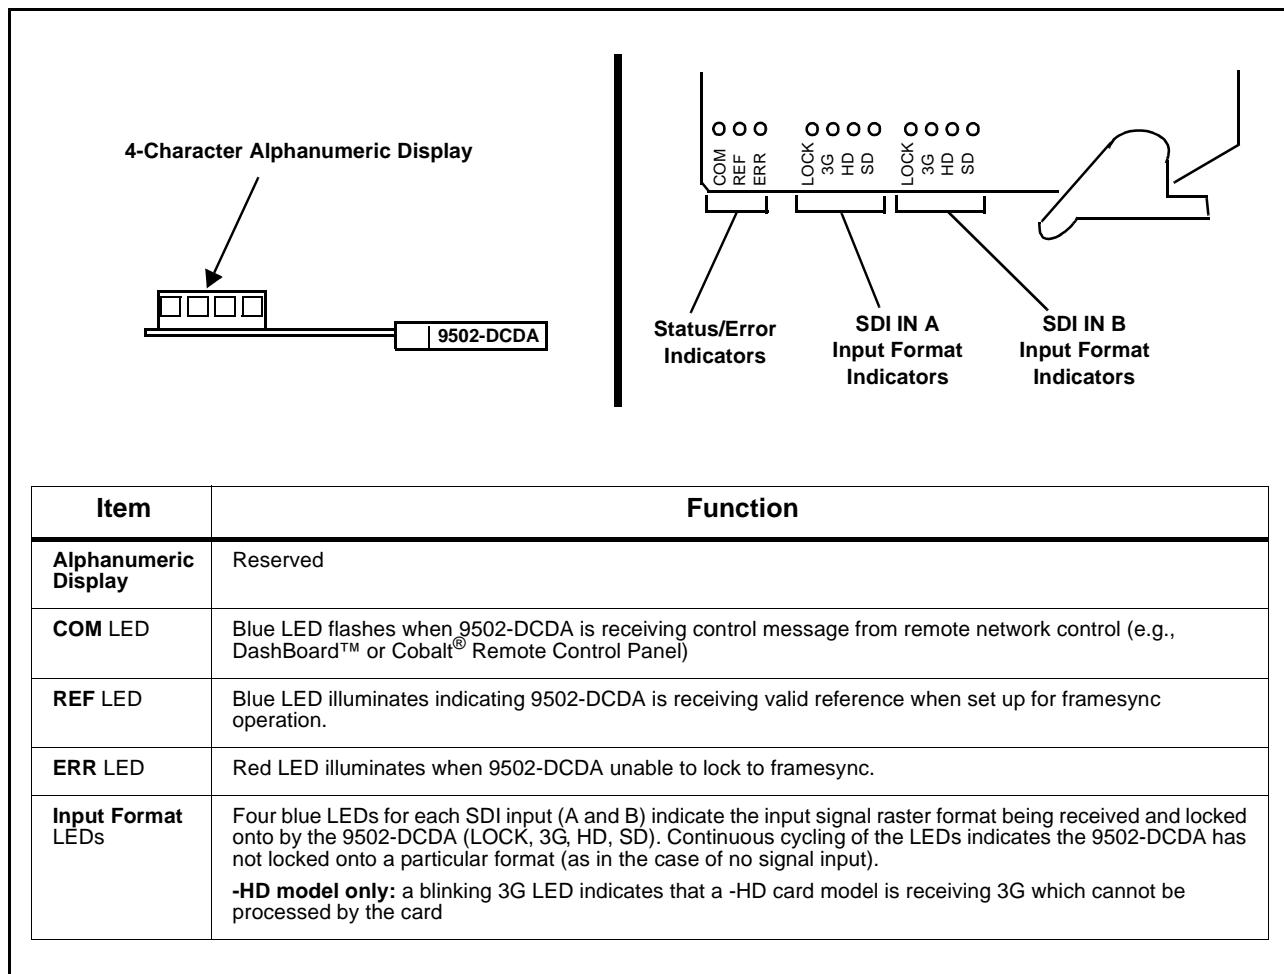 4-Character Alphanumeric Display
9502-DCDA
COM
REF
ERR
LOCK
3G
HD
SD
LOCK
3G
HD
SD
Status/Error
Indicators
SDI IN A
Input Format
Indicators
SDI IN B
Input Format
Indicators
Item Function
Alphanumeric
Display
Reserved
COM LED
Blue LED flashes when 9502-DCDA is receiving control message from remote network control (e.g.,
DashBoard™ or Cobalt® Remote Control Panel)
REF LED
Blue LED illuminates indicating 9502-DCDA is receiving valid reference when set up for framesync
operation.
ERR LED
Red LED illuminates when 9502-DCDA unable to lock to framesync.
Input Format
LEDs
Four blue LEDs for each SDI input (A and B) indicate the input signal raster format being received and locked
onto by the 9502-DCDA (LOCK, 3G, HD, SD). Continuous cycling of the LEDs indicates the 9502-DCDA has
not locked onto a particular format (as in the case of no signal input).
-HD model only: a blinking 3G LED indicates that a -HD card model is receiving 3G which cannot be
processed by the card